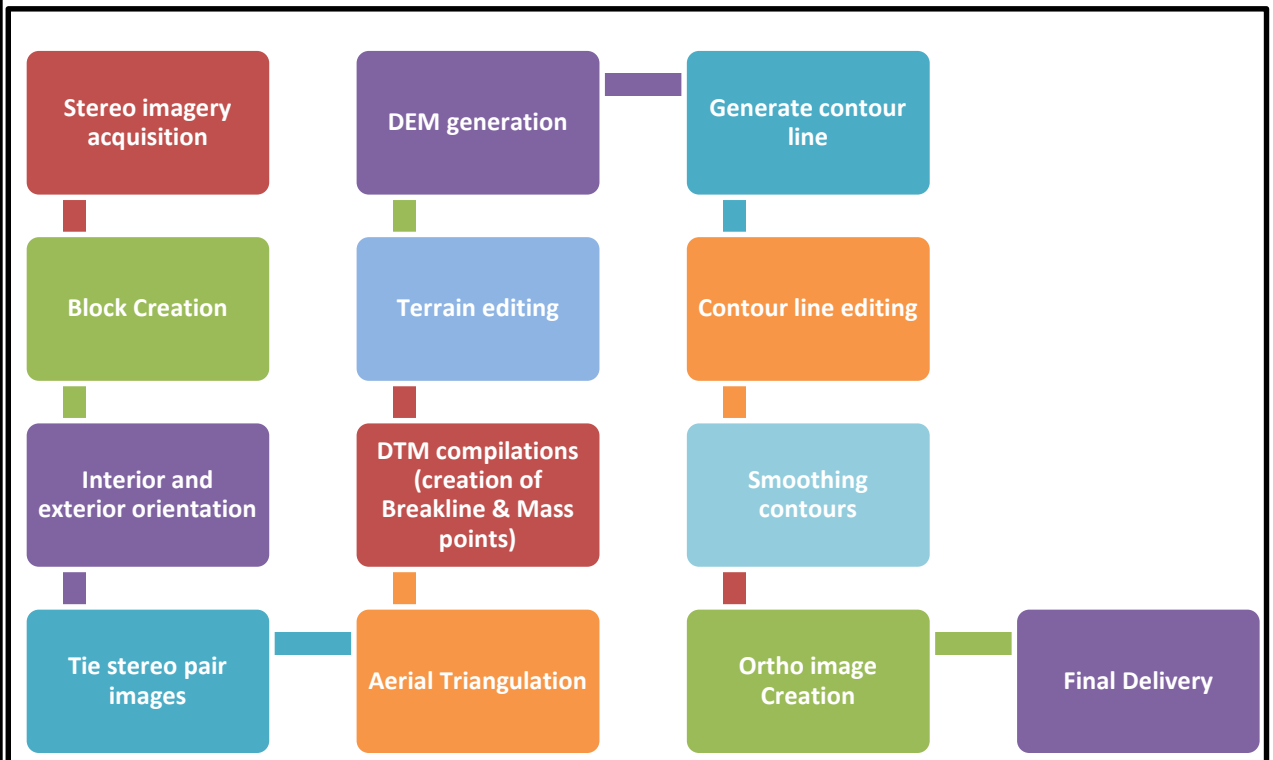 Stereo imagery
acquisition
Block Creation
Interior and
exterior orientation
Tie stereo pair
images
Aerial Triangulation
DTM compilations
(creation of
Breakline & Mass
points)
Terrain editing
DEM generation
Generate contour
line
Contour line editing
Smoothing
contours
Ortho image
Creation
Final Delivery